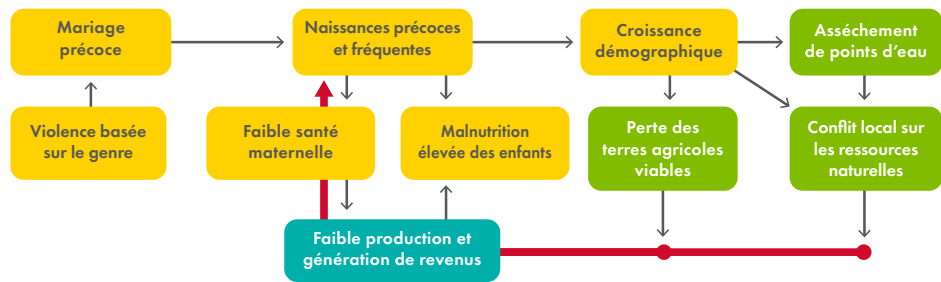 Mariage
précoce
Naissances précoces
et fréquentes
Croissance
démographique
Asséchement
de points d'eau
Violence basée
sur le genre
Faible santé
maternelle
Malnutrition
élevée des enfants
Perte des
terres agricoles
viables
Conflit local sur
les ressources
naturelles
Faible production et
génération de revenus